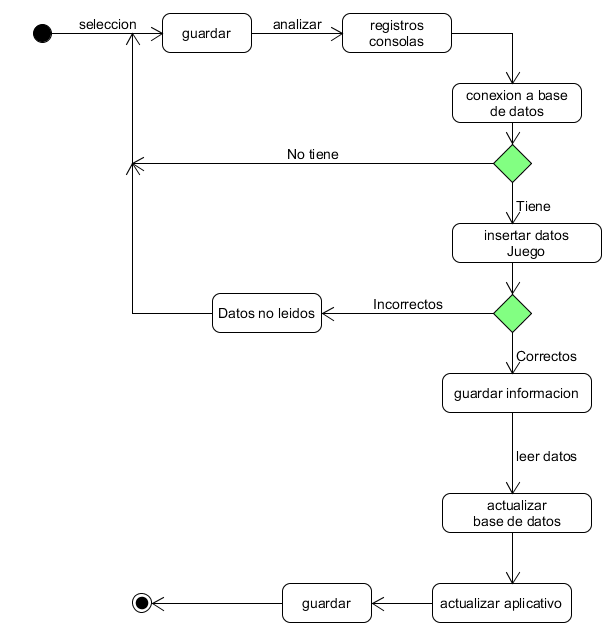 seleccion
guardar
analizar
registros
consolas
conexion a base
de datos
No tiene
Tiene
insertar datos
Juego
Datos no leidos
Incorrectos
Correctos
guardar informacion
leer datos
actualizar
base de datos
guardar
actualizar aplicativo